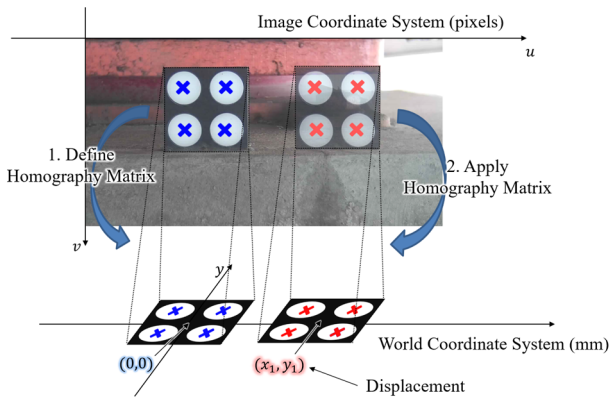 Image Coordinate System (pixels)
u
1. Define
Homography Matrix
2. Apply
Homography Matrix
v
y
(0,0)
(x₁, y₁)
World Coordinate System (mm)
Displacement